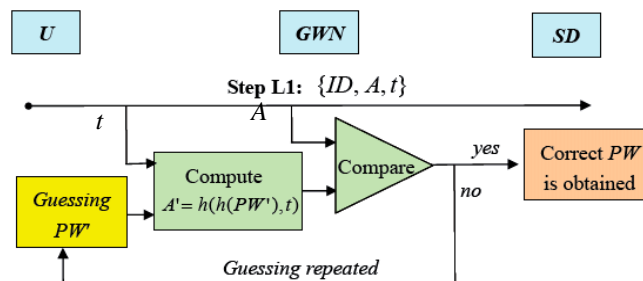 U
GWN
SD
Step L1: {ID, A, t}
t
A
Compute
A'= h(h(PW'),t)
Compare
yes
no
Correct PW
is obtained
Guessing
PW'
Guessing repeated